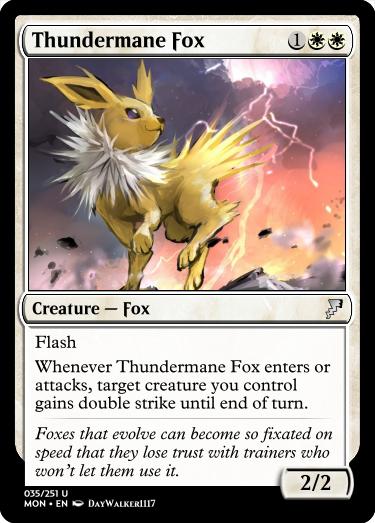 Thundermane Fox 1
Creature — Fox
Flash
Whenever Thundermane Fox enters or
attacks, target creature you control
gains double strike until end of turn.
Foxes that evolve can become so fixated on
speed that they lose trust with trainers who
won't let them use it.
2/2
035/251 U
MON • EN DayWalker1117